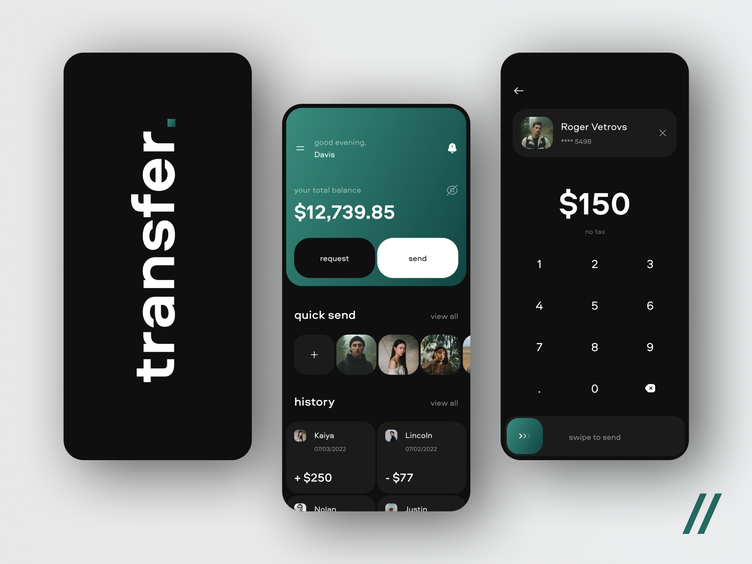 transfer.
good evening,
Davis
your total balance
$12,739.85
request
send
quick send
view all
+
history
view all
Kaiya
07/03/2022
+ $250
Lincoln
07/02/2022
- $77
Nolan
Justin
Roger Vetrovs
**** 5498
$150
no tax
1 2 3
4 5 6
7 8 9
. 0
swipe to send